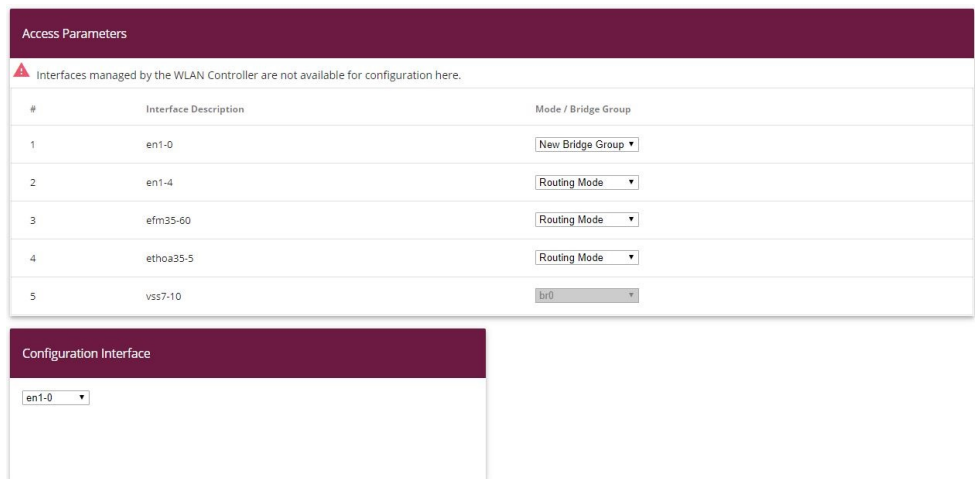 Access Parameters
Interfaces managed by the WLAN Controller are not available for configuration here.
# Interface Description Mode / Bridge Group
1 en1-0 New Bridge Group
2 en1-4 Routing Mode
3 efm35-60 Routing Mode
4 ethoa35-5 Routing Mode
5 vss7-10 br0
Configuration Interface
en1-0